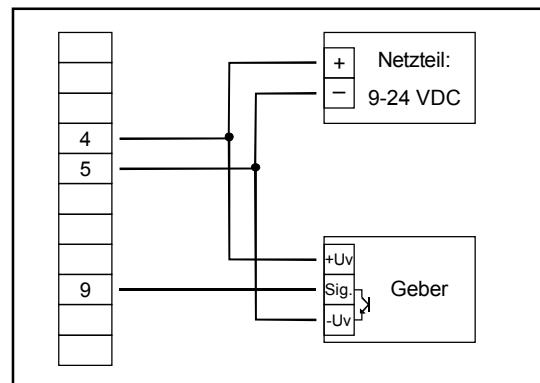 4
5
9
+
−
Netzteil:
9-24 VDC
+Uv
Sig.
-Uv
Geber